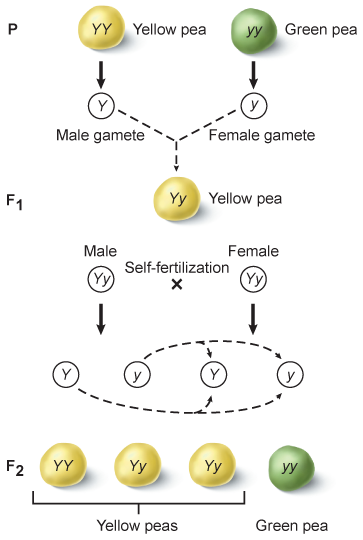 P YY Yellow pea yy Green pea
Y y
Male gamete Female gamete
F1 Yy Yellow pea
Male Female
Yy Self-fertilization × Yy
Y y Y y
F2 YY Yy Yy yy
Yellow peas Green pea